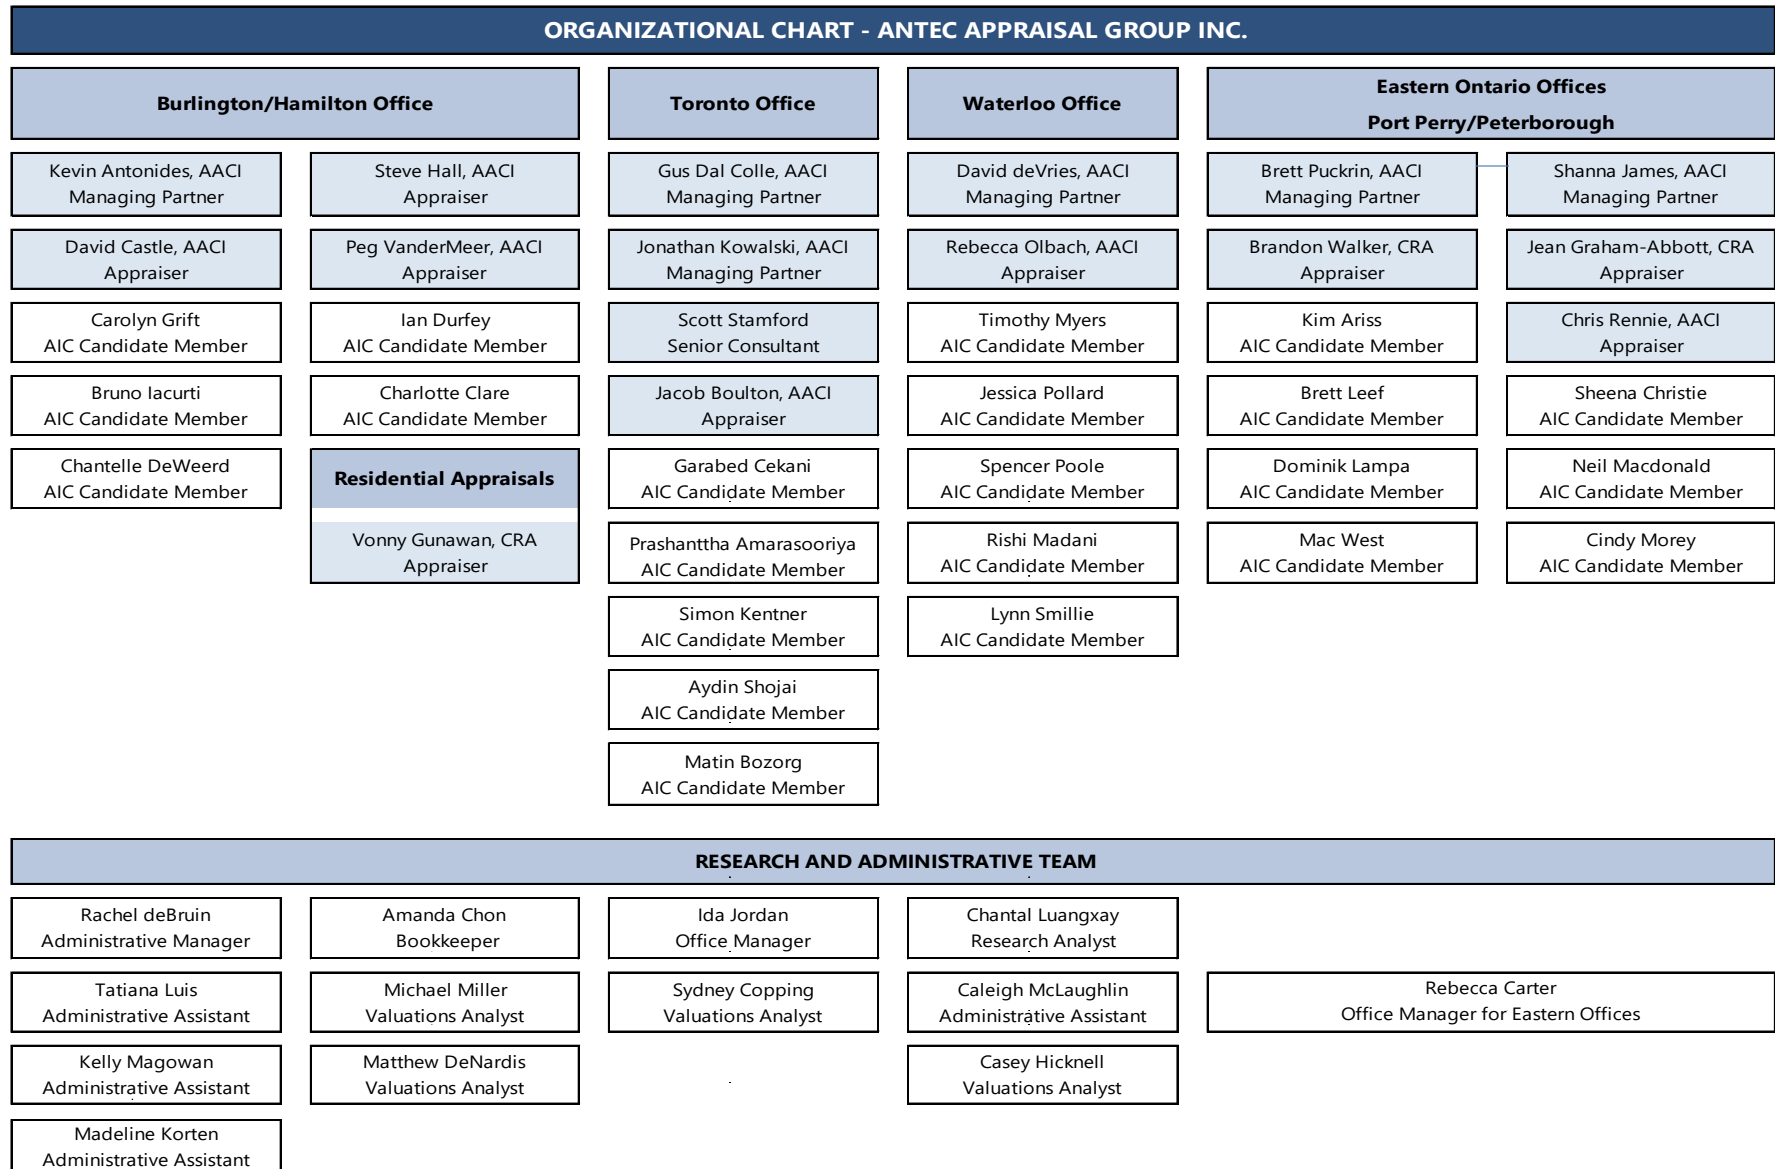 ORGANIZATIONAL CHART - ANTEC APPRAISAL GROUP INC.
Burlington/Hamilton Office
Kevin Antonides, AACI
Managing Partner
Steve Hall, AACI
Appraiser
David Castle, AACI
Appraiser
Peg VanderMeer, AACI
Appraiser
Carolyn Grift
AIC Candidate Member
Ian Durfey
AIC Candidate Member
Bruno Iacurti
AIC Candidate Member
Charlotte Clare
AIC Candidate Member
Chantelle DeWeerd
AIC Candidate Member
Residential Appraisals
Vonny Gunawan, CRA
Appraiser
Toronto Office
Gus Dal Colle, AACI
Managing Partner
Jonathan Kowalski, AACI
Managing Partner
Scott Stamford
Senior Consultant
Jacob Boulton, AACI
Appraiser
Garabed Cekani
AIC Candidate Member
Prashanttha Amarasooriya
AIC Candidate Member
Simon Kentner
AIC Candidate Member
Aydin Shojai
AIC Candidate Member
Matin Bozorg
AIC Candidate Member
Waterloo Office
David deVries, AACI
Managing Partner
Rebecca Olbach, AACI
Appraiser
Timothy Myers
AIC Candidate Member
Jessica Pollard
AIC Candidate Member
Spencer Poole
AIC Candidate Member
Rishi Madani
AIC Candidate Member
Lynn Smillie
AIC Candidate Member
Eastern Ontario Offices
Port Perry/Peterborough
Brett Puckrin, AACI
Managing Partner
Shanna James, AACI
Managing Partner
Brandon Walker, CRA
Appraiser
Jean Graham-Abbott, CRA
Appraiser
Kim Ariss
AIC Candidate Member
Chris Rennie, AACI
Appraiser
Brett Leef
AIC Candidate Member
Sheena Christie
AIC Candidate Member
Dominik Lampa
AIC Candidate Member
Neil Macdonald
AIC Candidate Member
Mac West
AIC Candidate Member
Cindy Morey
AIC Candidate Member
RESEARCH AND ADMINISTRATIVE TEAM
Rachel deBruin
Administrative Manager
Amanda Chon
Bookkeeper
Ida Jordan
Office Manager
Chantal Luangxay
Research Analyst
Tatiana Luis
Administrative Assistant
Michael Miller
Valuations Analyst
Sydney Copping
Valuations Analyst
Caleigh McLaughlin
Administrative Assistant
Rebecca Carter
Office Manager for Eastern Offices
Kelly Magowan
Administrative Assistant
Matthew DeNardis
Valuations Analyst
Casey Hicknell
Valuations Analyst
Madeline Korten
Administrative Assistant